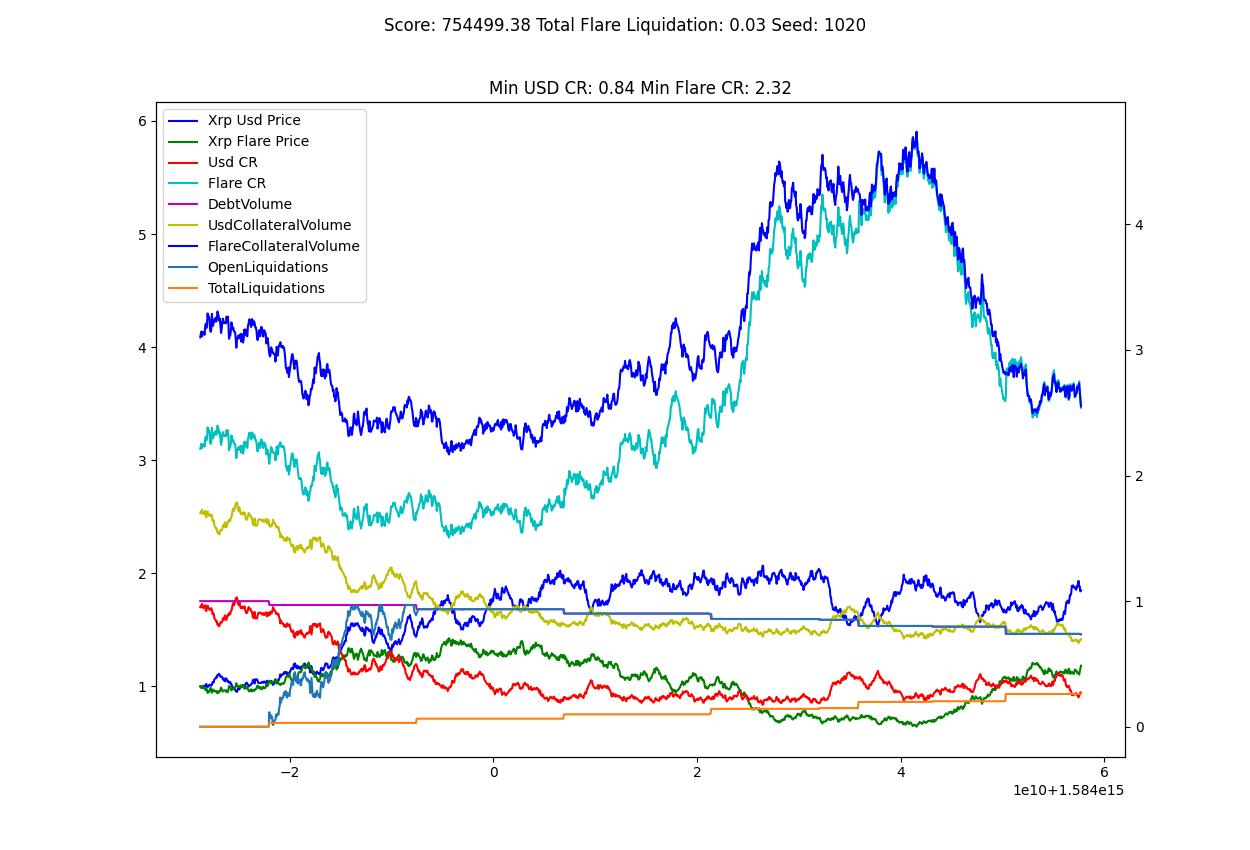 Score: 754499.38 Total Flare Liquidation: 0.03 Seed: 1020
Min USD CR: 0.84 Min Flare CR: 2.32
Xrp Usd Price
Xrp Flare Price
Usd CR
Flare CR
DebtVolume
UsdCollateralVolume
FlareCollateralVolume
OpenLiquidations
TotalLiquidations
6
5
4
3
2
1
4
3
2
1
0
−2
0
2
4
6
1e10+1.584e15